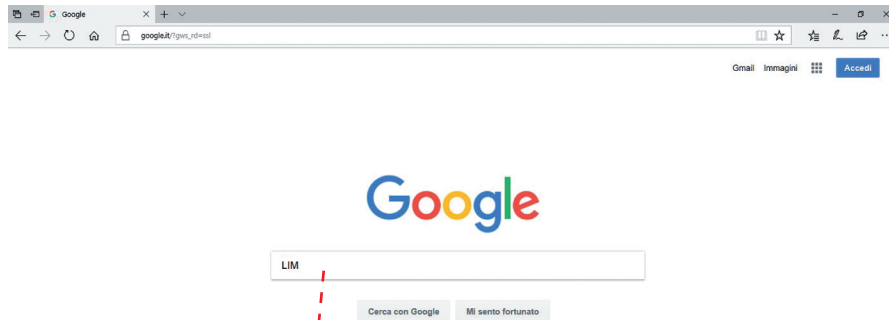 Google
google.it/?gws_rd=ssl
Gmail Immagini Accedi
Google
LIM
Cerca con Google Mi sento fortunato